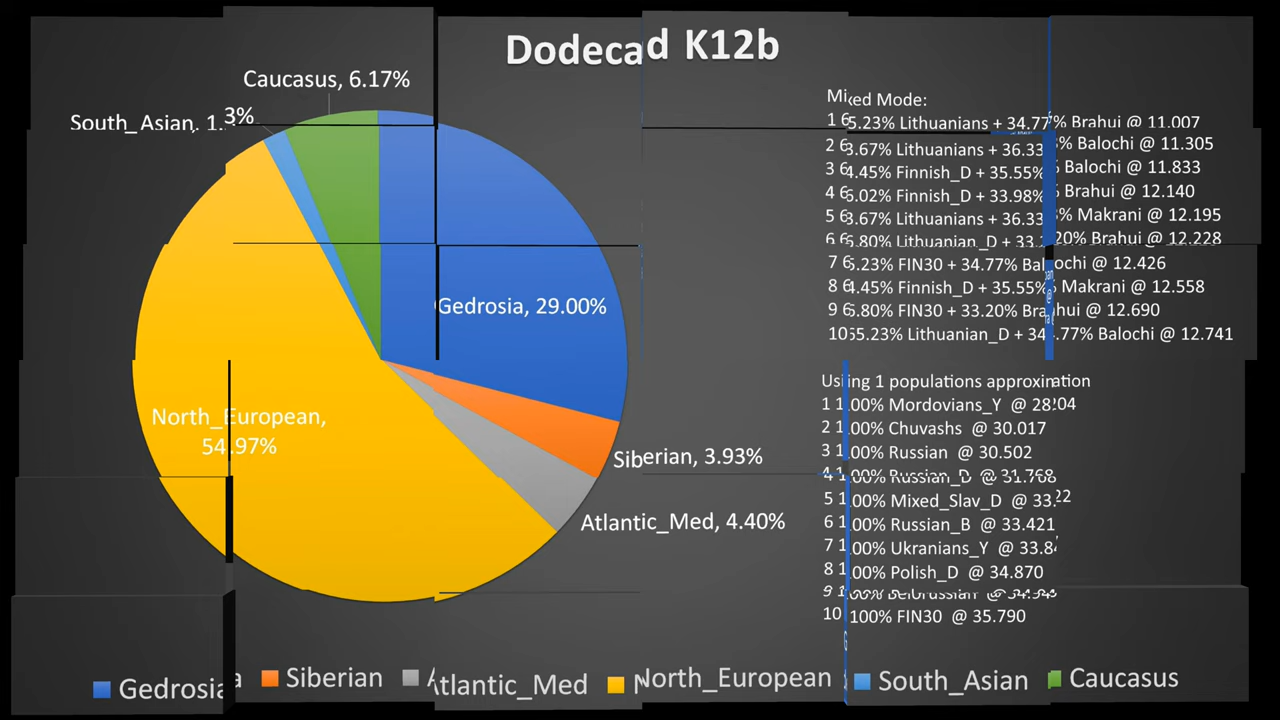 Dodecad K12b
Caucasus, 6.17%
South_Asian, 1.3%
Gedrosia, 29.00%
North_European,
54.97%
Siberian, 3.93%
Atlantic_Med, 4.40%
Mixed Mode:
1 65.23% Lithuanians + 34.77% Brahui @ 11.007
2 63.67% Lithuanians + 36.33% Balochi @ 11.305
3 64.45% Finnish_D + 35.55% Balochi @ 11.833
4 66.02% Finnish_D + 33.98% Brahui @ 12.140
5 63.67% Lithuanians + 36.33% Makrani @ 12.195
6 66.80% Lithuanian_D + 33.20% Brahui @ 12.228
7 65.23% FIN30 + 34.77% Balochi @ 12.426
8 64.45% Finnish_D + 35.55% Makrani @ 12.558
9 66.80% FIN30 + 33.20% Brahui @ 12.690
10 65.23% Lithuanian_D + 34.77% Balochi @ 12.741
Using 1 populations approximation
1 100% Mordovians_Y @
2 100% Chuvashs @ 30.017
3 100% Russian @ 30.502
4 100% Russian_D @ 31.768
5 100% Mixed_Slav_D @
6 100% Russian_B @ 33.421
7 100% Ukranians_Y @
8 100% Polish_D @ 34.870
9 100% Belorussian @
10 100% FIN30 @ 35.790
Gedrosia Siberian Atlantic_Med North_European South_Asian Caucasus